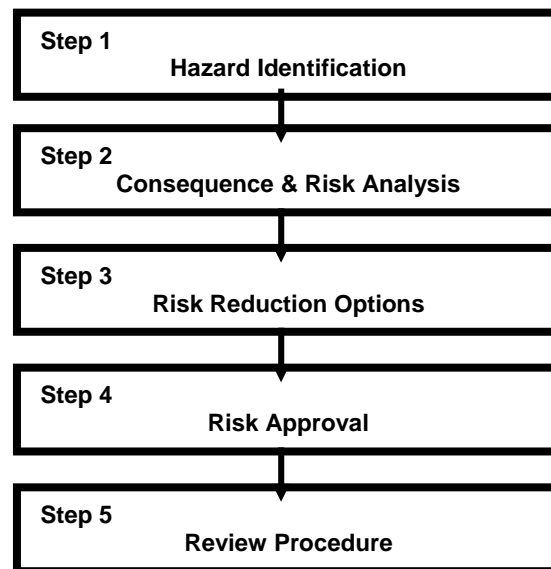 Step 1
Hazard Identification
Step 2
Consequence & Risk Analysis
Step 3
Risk Reduction Options
Step 4
Risk Approval
Step 5
Review Procedure